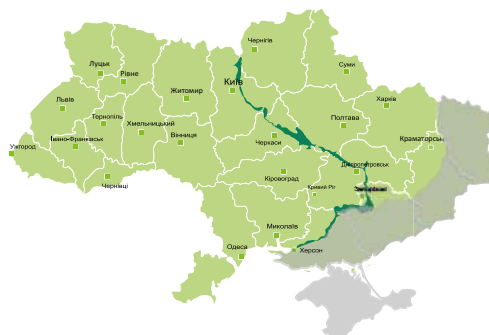 Чернігів
Луцьк
Рівне
Суми
Київ
Житомир
Львів
Харків
Тернопіль
Хмельницький
Полтава
Ужгород
Івано-Франківськ
Вінниця
Черкаси
Краматорськ
Чернівці
Кіровоград
Дніпропетровськ
Кривий Ріг
Миколаїв
Одеса
Херсон